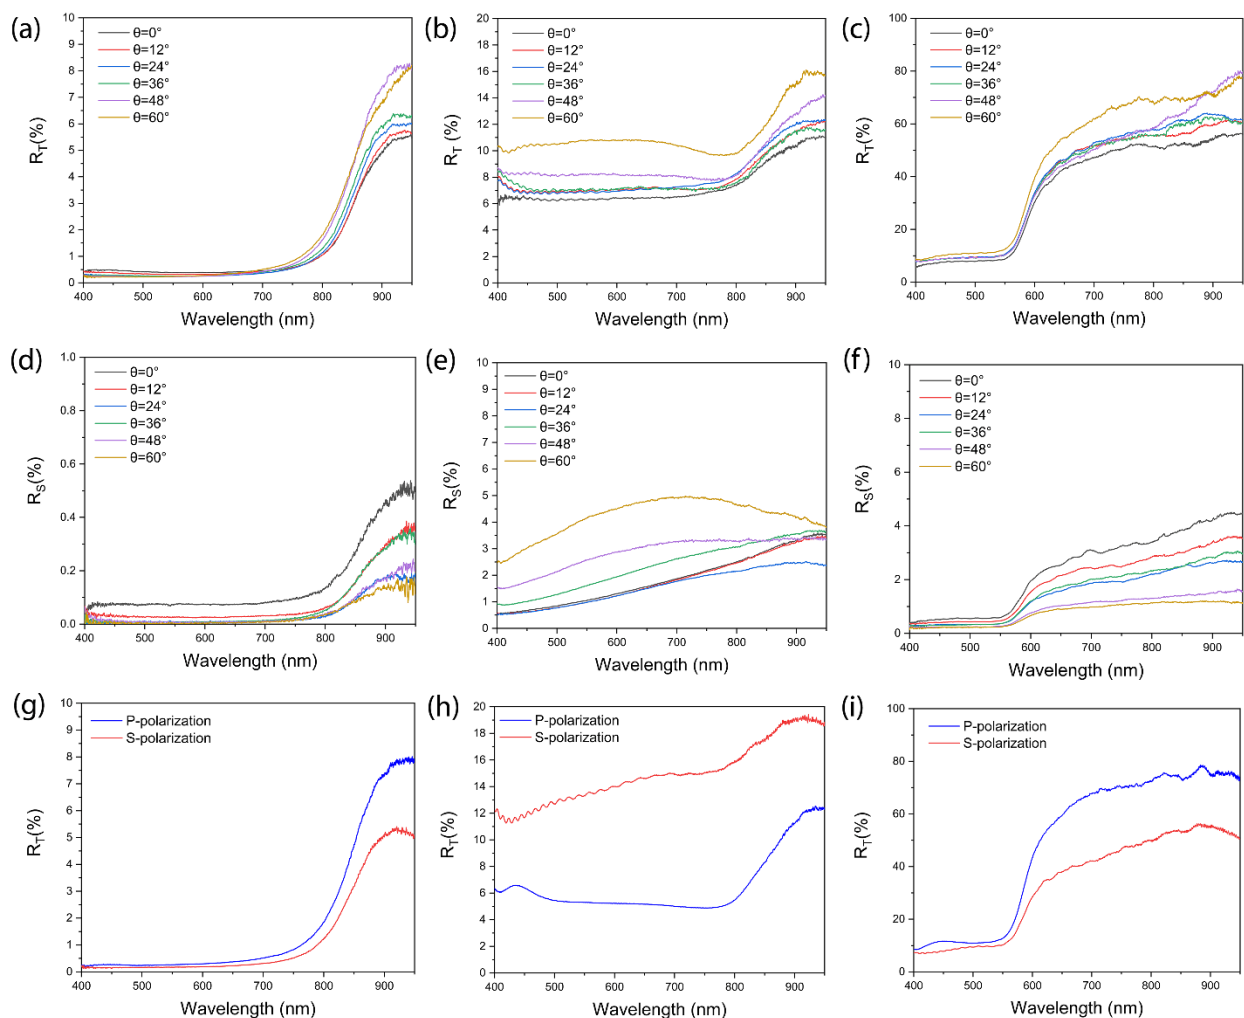 (a)
10
9
8
7
6
5
4
3
2
1
0
R_T(%)
θ=0°
θ=12°
θ=24°
θ=36°
θ=48°
θ=60°
400 500 600 700 800 900
Wavelength (nm)
(b)
20
18
16
14
12
10
8
6
4
2
0
R_T (%)
θ=0°
θ=12°
θ=24°
θ=36°
θ=48°
θ=60°
400 500 600 700 800 900
Wavelength (nm)
(c)
100
80
60
40
20
0
R_T(%)
θ=0°
θ=12°
θ=24°
θ=36°
θ=48°
θ=60°
400 500 600 700 800 900
Wavelength (nm)
(d)
1.0
0.8
0.6
0.4
0.2
0.0
R_S(%)
θ=0°
θ=12°
θ=24°
θ=36°
θ=48°
θ=60°
400 500 600 700 800 900
Wavelength (nm)
(e)
10
9
8
7
6
5
4
3
2
1
0
R_S(%)
θ=0°
θ=12°
θ=24°
θ=36°
θ=48°
θ=60°
400 500 600 700 800 900
Wavelength (nm)
(f)
10
8
6
4
2
0
R_S(%)
θ=0°
θ=12°
θ=24°
θ=36°
θ=48°
θ=60°
400 500 600 700 800 900
Wavelength (nm)
(g)
10
9
8
7
6
5
4
3
2
1
0
R_T(%)
P-polarization
S-polarization
400 500 600 700 800 900
Wavelength (nm)
(h)
20
18
16
14
12
10
8
6
4
2
0
R_T(%)
P-polarization
S-polarization
400 500 600 700 800 900
Wavelength (nm)
(i)
100
80
60
40
20
0
R_T(%)
P-polarization
S-polarization
400 500 600 700 800 900
Wavelength (nm)